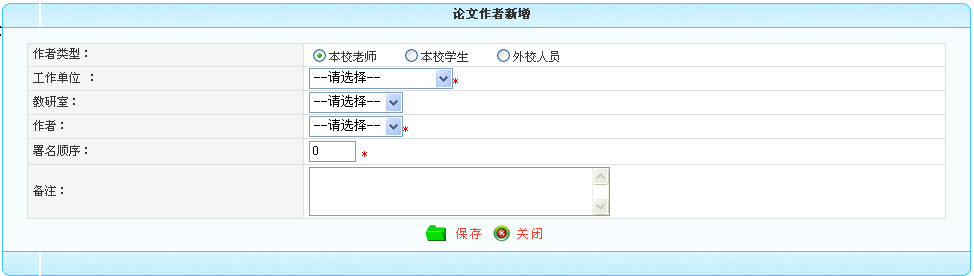 论文作者新增
作者类型： 本校老师 本校学生 外校人员
工作单位 ： --请选择-- *
教研室： --请选择--
作者： --请选择-- *
署名顺序： 0 *
备注：
保存 关闭